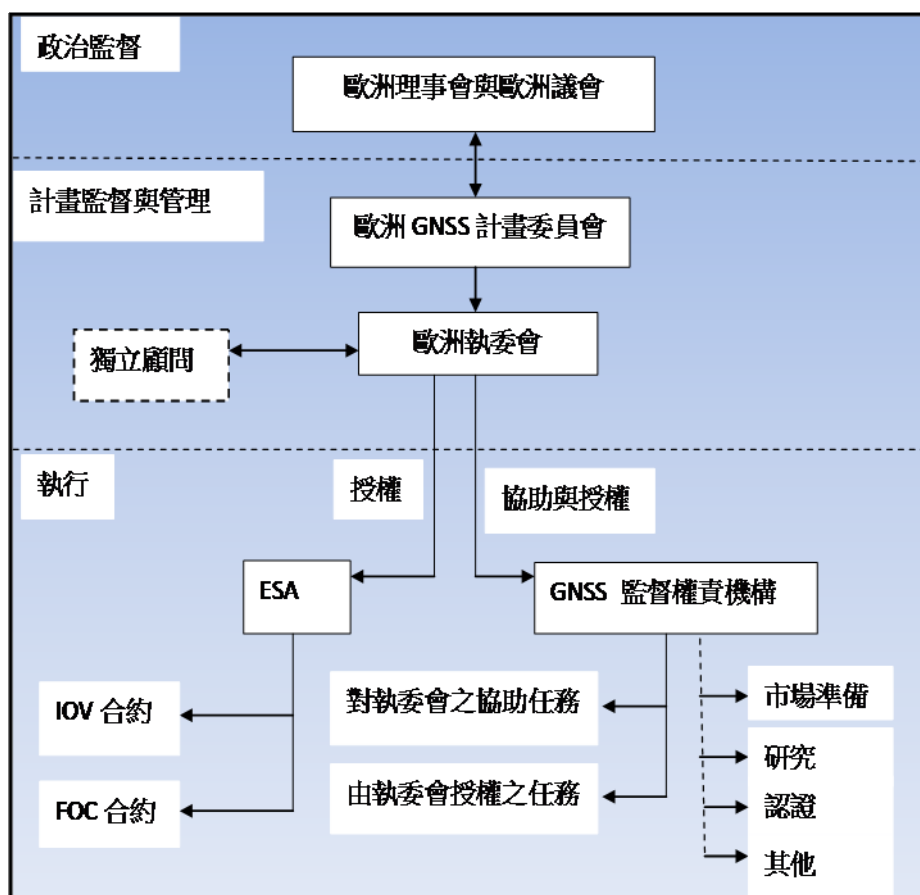 政治監督
歐洲理事會與歐洲議會
計畫監督與管理
歐洲 GNSS 計畫委員會
歐洲執委會
獨立顧問
執行
授權
協助與授權
ESA
GNSS 監督權責機構
IOV 合約
對執委會之協助任務
市場準備
研究
FOC 合約
由執委會授權之任務
認證
其他